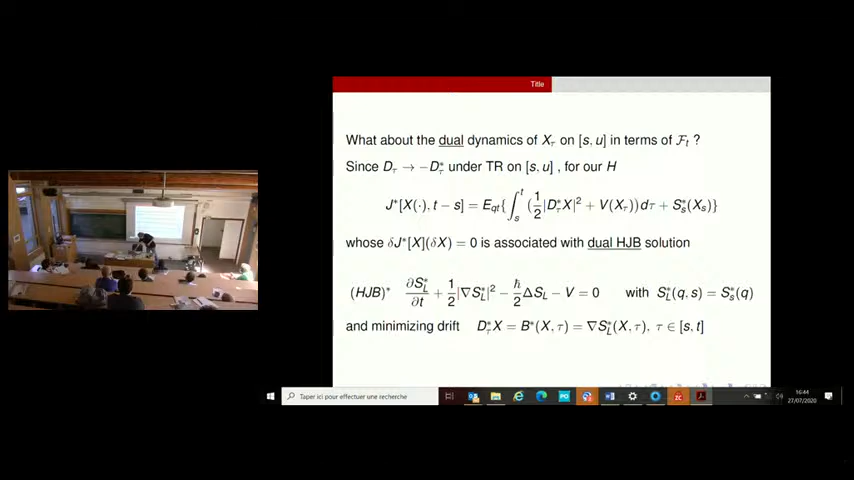 Title
What about the dual dynamics of X_τ on [s, u] in terms of 𝓕_t ?
Since D_τ → −D*_τ under TR on [s, u] , for our H
J*[X(·), t − s] = E_qt{ ∫_s^t (1/2 |D*_τ X|² + V(X_τ)) dτ + S*_s(X_s)}
whose δJ*[X](δX) = 0 is associated with dual HJB solution
(HJB)* ∂S*_L/∂t + 1/2 |∇S*_L|² − ℏ/2 ΔS_L − V = 0 with S*_L(q, s) = S*_s(q)
and minimizing drift D*_τ X = B*(X, τ) = ∇S*_L(X, τ). τ ∈ [s, t]
Taper ici pour effectuer une recherche
16:44
27/07/2020